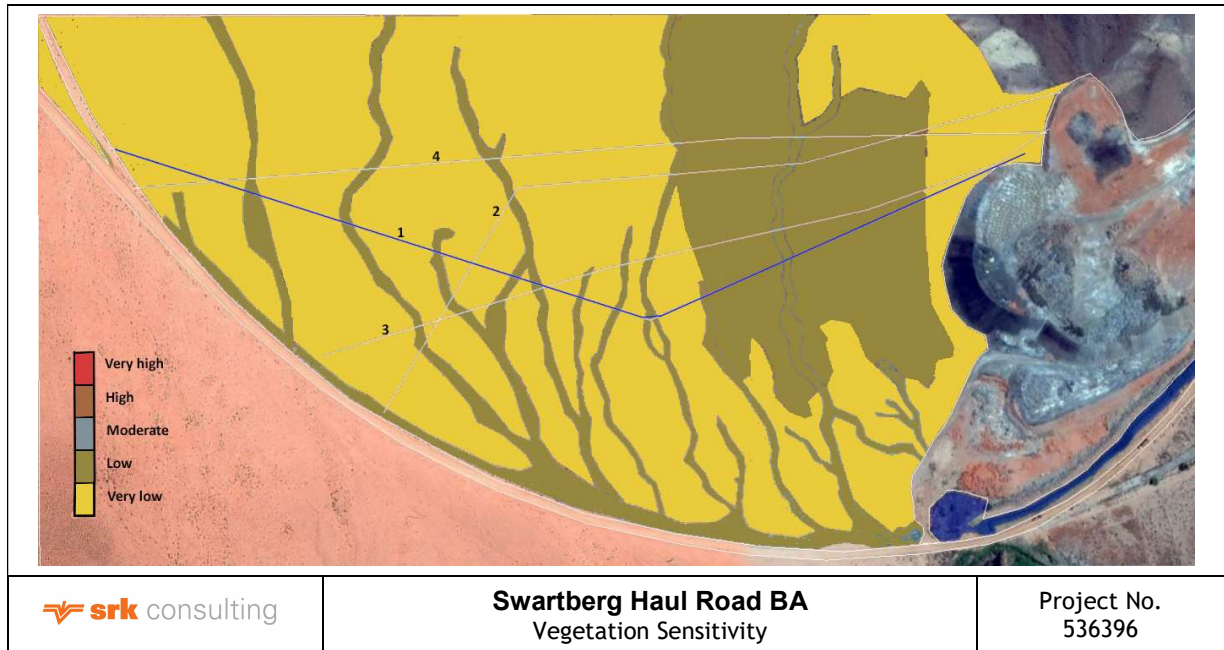 4
2
1
3
Very high
High
Moderate
Low
Very low
srk consulting
Swartberg Haul Road BA
Vegetation Sensitivity
Project No.
536396